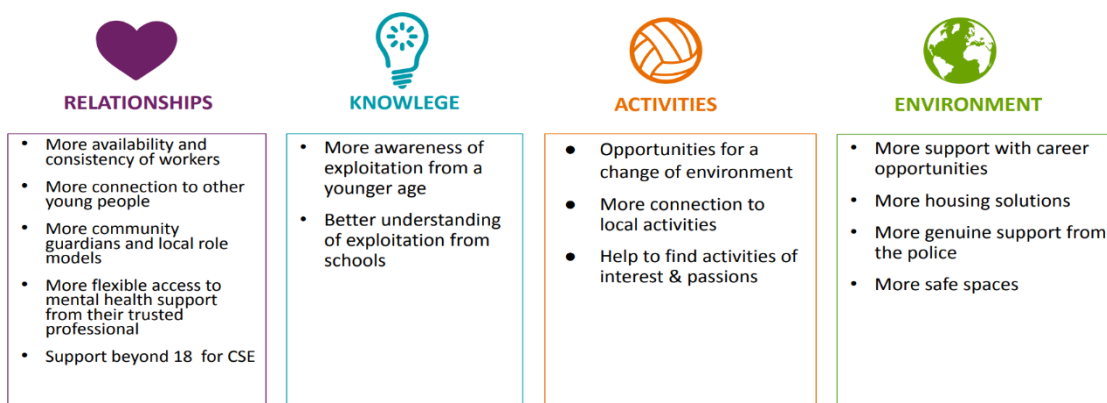 RELATIONSHIPS
• More availability and
consistency of workers
• More connection to other
young people
• More community
guardians and local role
models
• More flexible access to
mental health support
from their trusted
professional
• Support beyond 18 for CSE
KNOWLEGE
• More awareness of
exploitation from a
younger age
• Better understanding
of exploitation from
schools
ACTIVITIES
● Opportunities for a
change of environment
● More connection to
local activities
● Help to find activities of
interest & passions
ENVIRONMENT
• More support with career
opportunities
• More housing solutions
• More genuine support from
the police
• More safe spaces